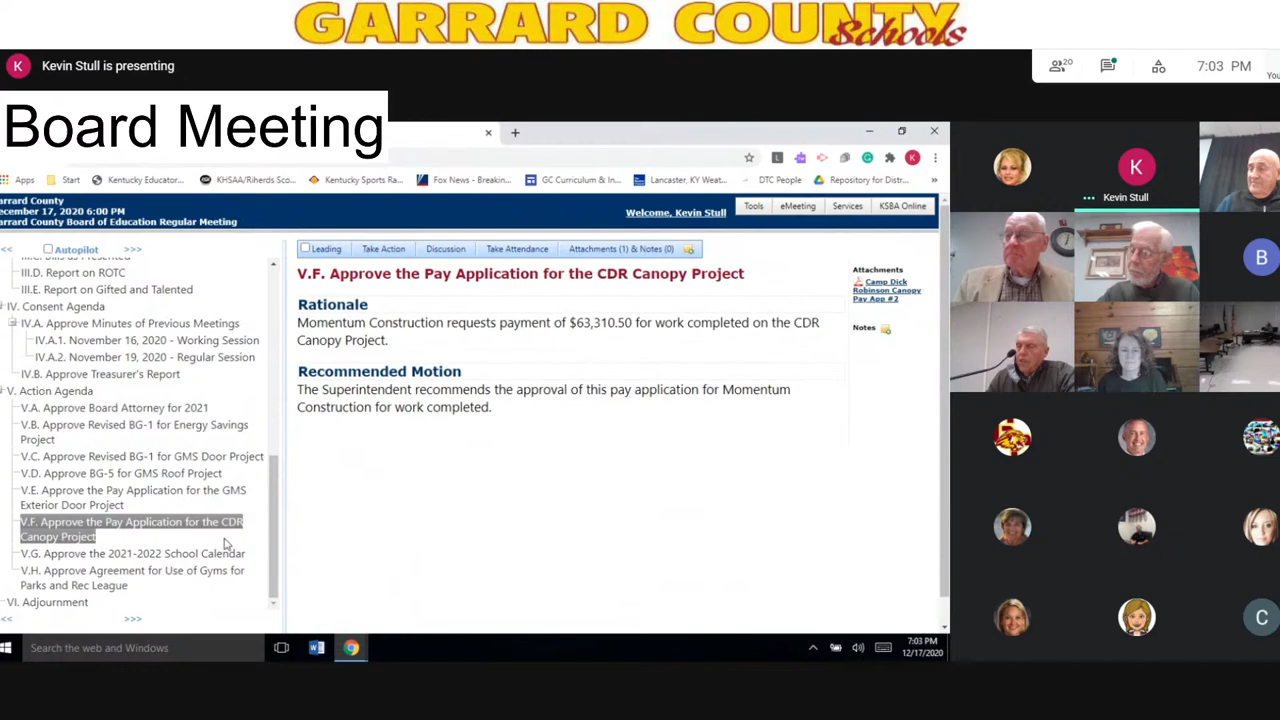 GARRARD COUNTY
Schools
K Kevin Stull is presenting
20
7:03 PM
You
Board Meeting
Apps
Start
Kentucky Educator...
KHSAA/Riherds Sco...
Kentucky Sports Ra...
Fox News - Breakin...
GC Curriculum & In...
Lancaster, KY Weat...
DTC People
Repository for Distr...
»
arrard County
ecember 17, 2020 6:00 PM
arrard County Board of Education Regular Meeting
Welcome, Kevin Stull
Tools
eMeeting
Services
KSBA Online
<<
Autopilot
>>>
Leading
Take Action
Discussion
Take Attendance
Attachments (1) & Notes (0)
III.D. Report on ROTC
III.E. Report on Gifted and Talented
IV. Consent Agenda
IV.A. Approve Minutes of Previous Meetings
IV.A.1. November 16, 2020 - Working Session
IV.A.2. November 19, 2020 - Regular Session
IV.B. Approve Treasurer's Report
V. Action Agenda
V.A. Approve Board Attorney for 2021
V.B. Approve Revised BG-1 for Energy Savings
Project
V.C. Approve Revised BG-1 for GMS Door Project
V.D. Approve BG-5 for GMS Roof Project
V.E. Approve the Pay Application for the GMS
Exterior Door Project
V.F. Approve the Pay Application for the CDR
Canopy Project
V.G. Approve the 2021-2022 School Calendar
V.H. Approve Agreement for Use of Gyms for
Parks and Rec League
VI. Adjournment
<<
>>>
V.F. Approve the Pay Application for the CDR Canopy Project
Rationale
Momentum Construction requests payment of $63,310.50 for work completed on the CDR
Canopy Project.
Recommended Motion
The Superintendent recommends the approval of this pay application for Momentum
Construction for work completed.
Attachments
Camp Dick
Robinson Canopy
Pay App #2
Notes
K
Kevin Stull
B
C
Search the web and Windows
7:03 PM
12/17/2020